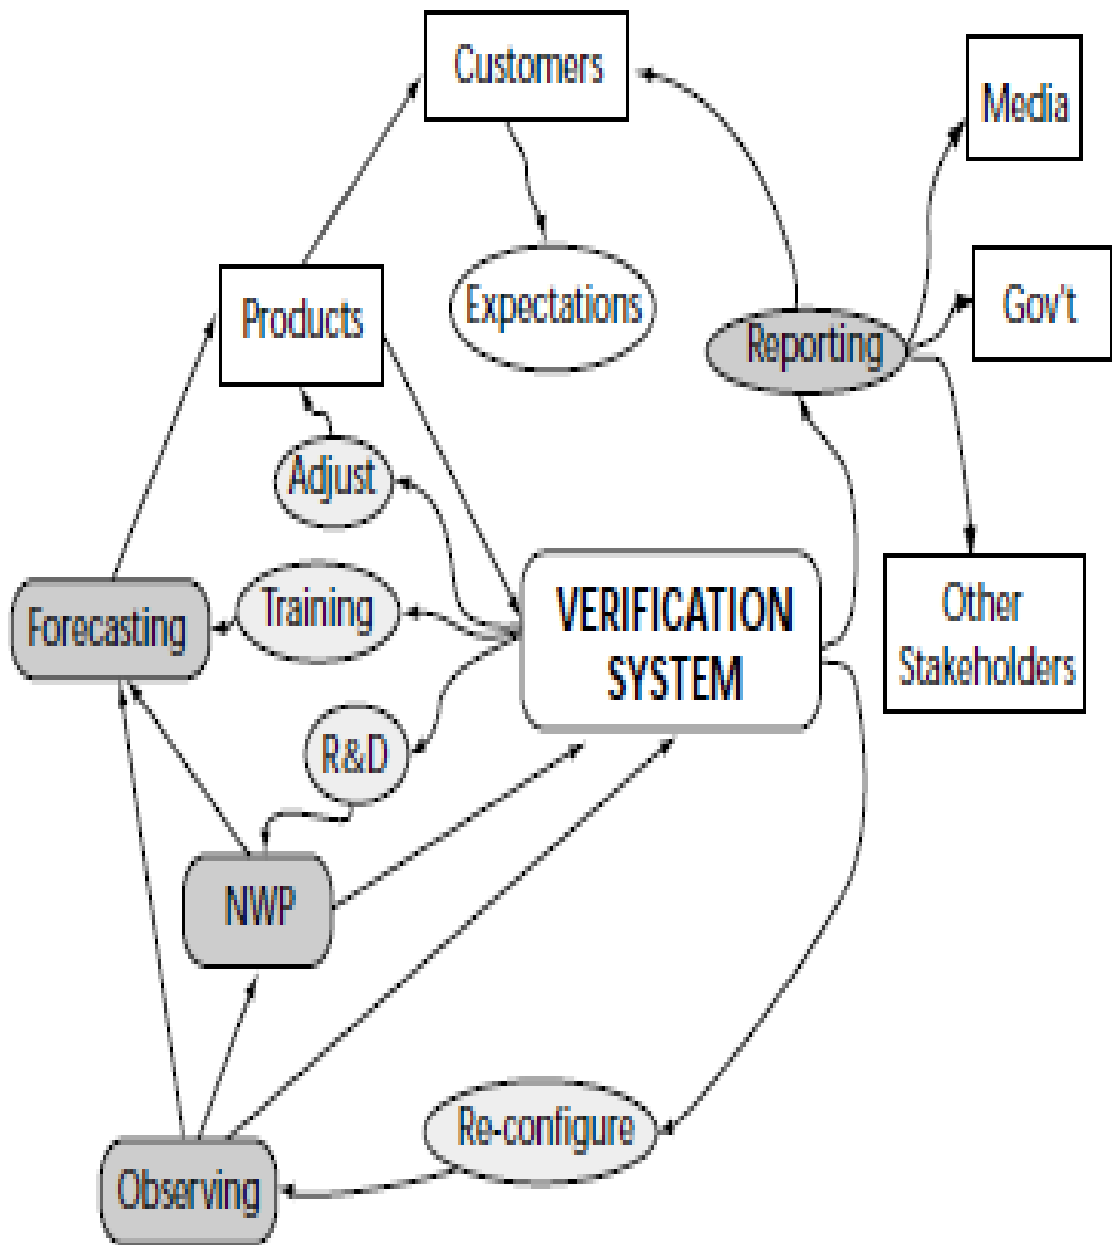 Customers
Media
Expectations
Gov't
Products
Reporting
Adjust
Training
Forecasting
VERIFICATION
SYSTEM
Other
Stakeholders
R&D
NWP
Re-configure
Observing